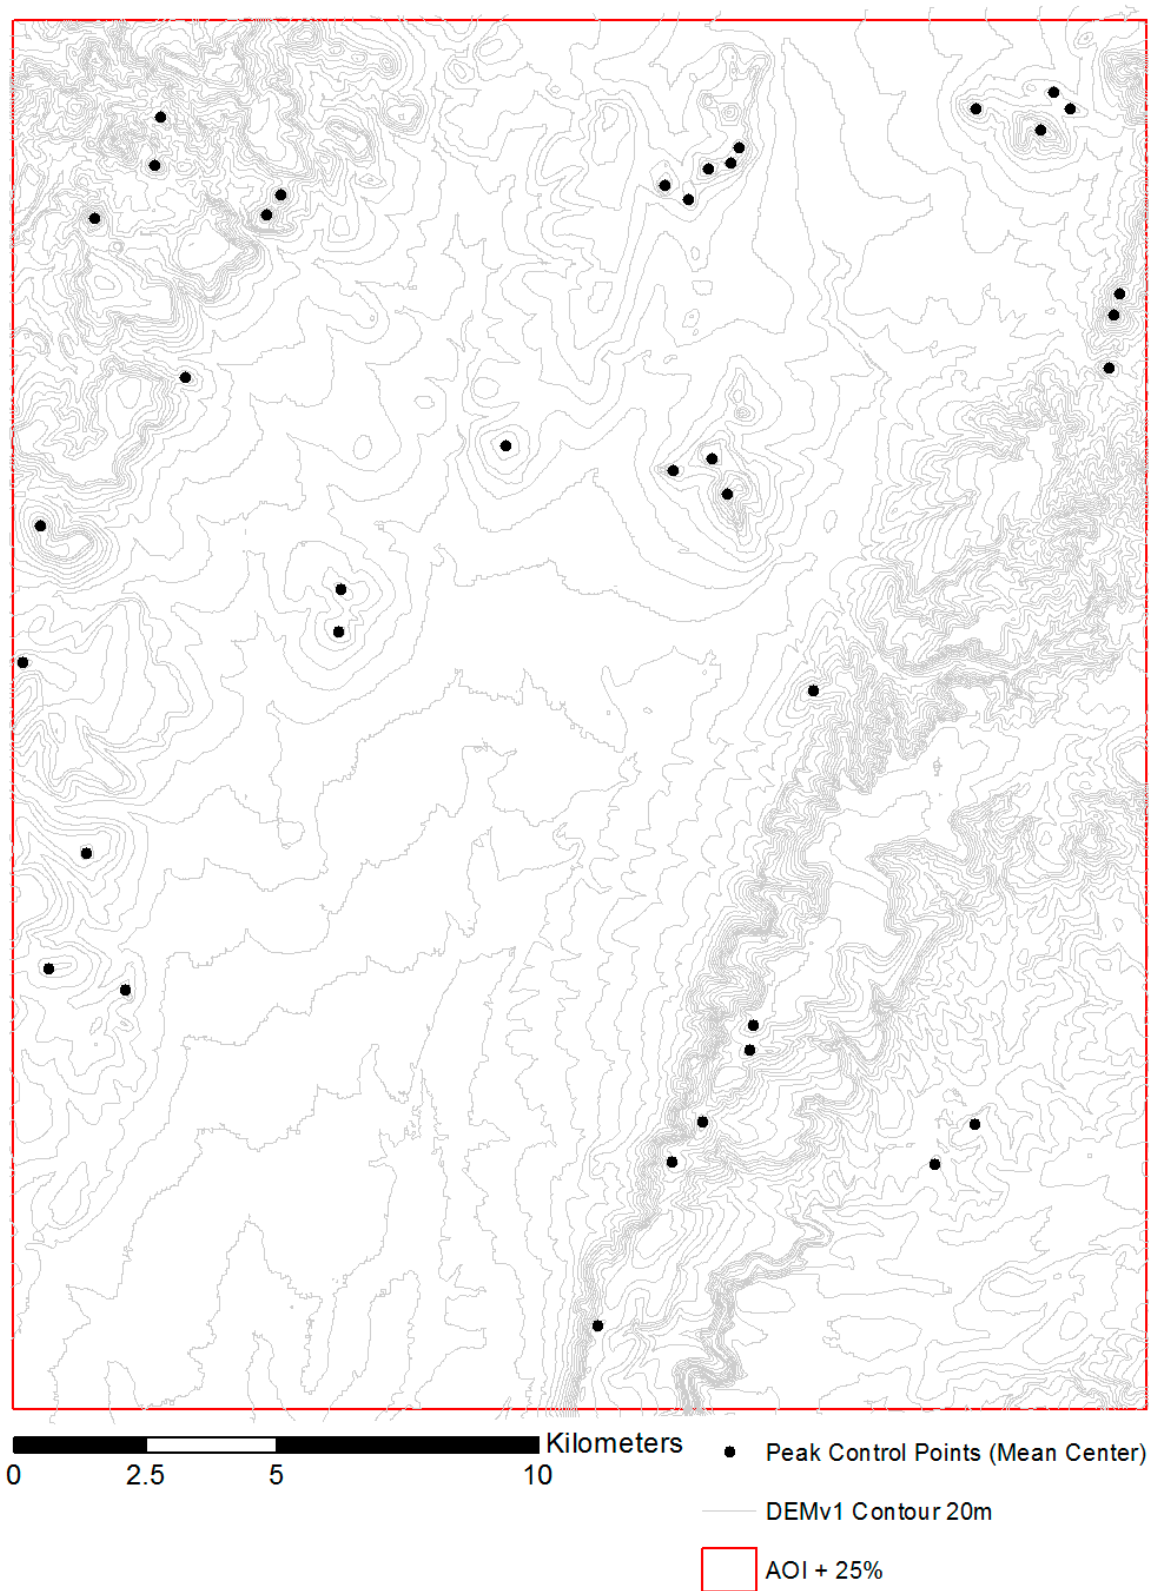 Kilometers
0 2.5 5 10
Peak Control Points (Mean Center)
DEMv1 Contour 20m
AOI + 25%